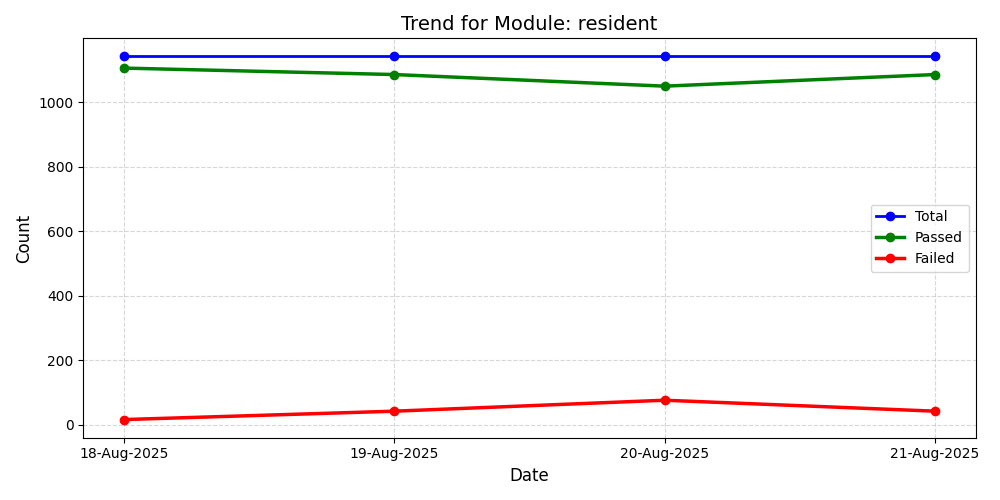 Trend for Module: resident
Count
1000
800
600
400
200
0
Total
Passed
Failed
18-Aug-2025 19-Aug-2025 20-Aug-2025 21-Aug-2025
Date